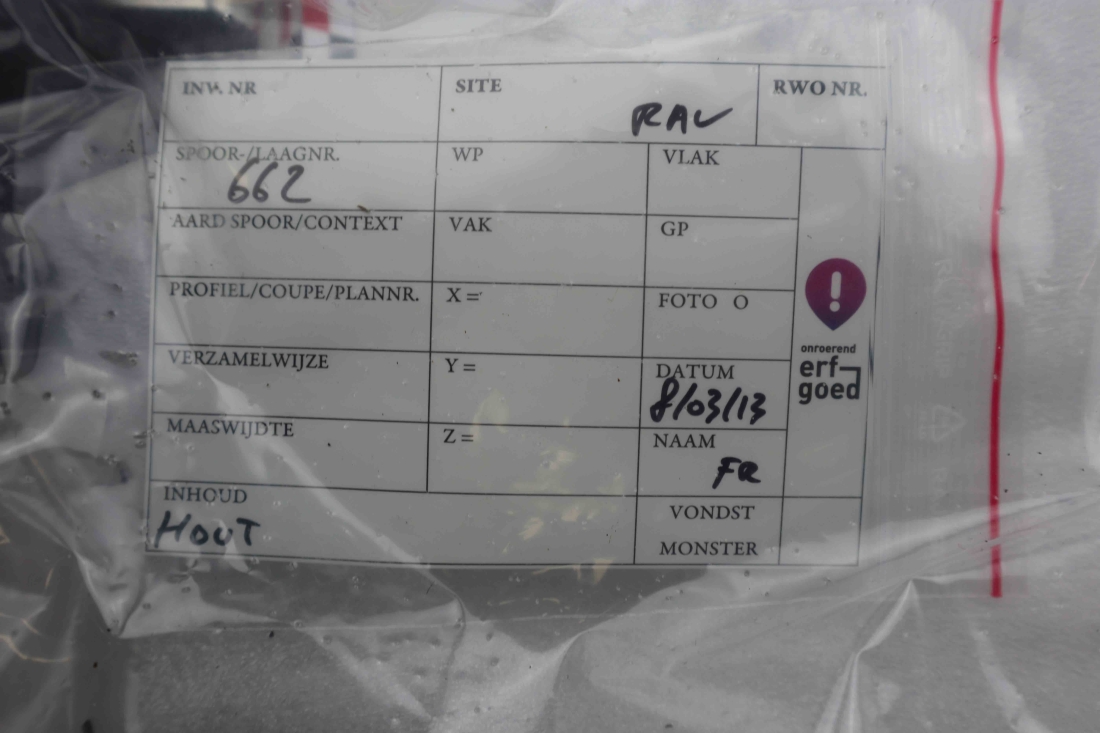 INW. NR
SITE
RAV
RWO NR.
SPOOR-/LAAGNR.
662
WP
VLAK
AARD SPOOR/CONTEXT
VAK
GP
PROFIEL/COUPE/PLANNR.
X =
FOTO O
VERZAMELWIJZE
Y =
DATUM
8/03/13
MAASWIJDTE
Z =
NAAM
FR
INHOUD
HOUT
VONDST
MONSTER
!
onroerend
erf-
goed